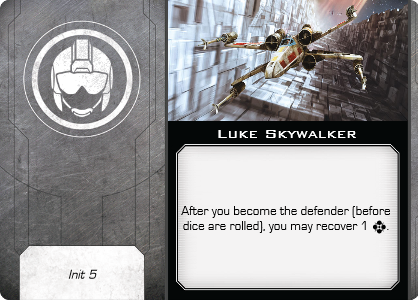 LUKE SKYWALKER
After you become the defender (before
dice are rolled), you may recover 1 .
Init 5